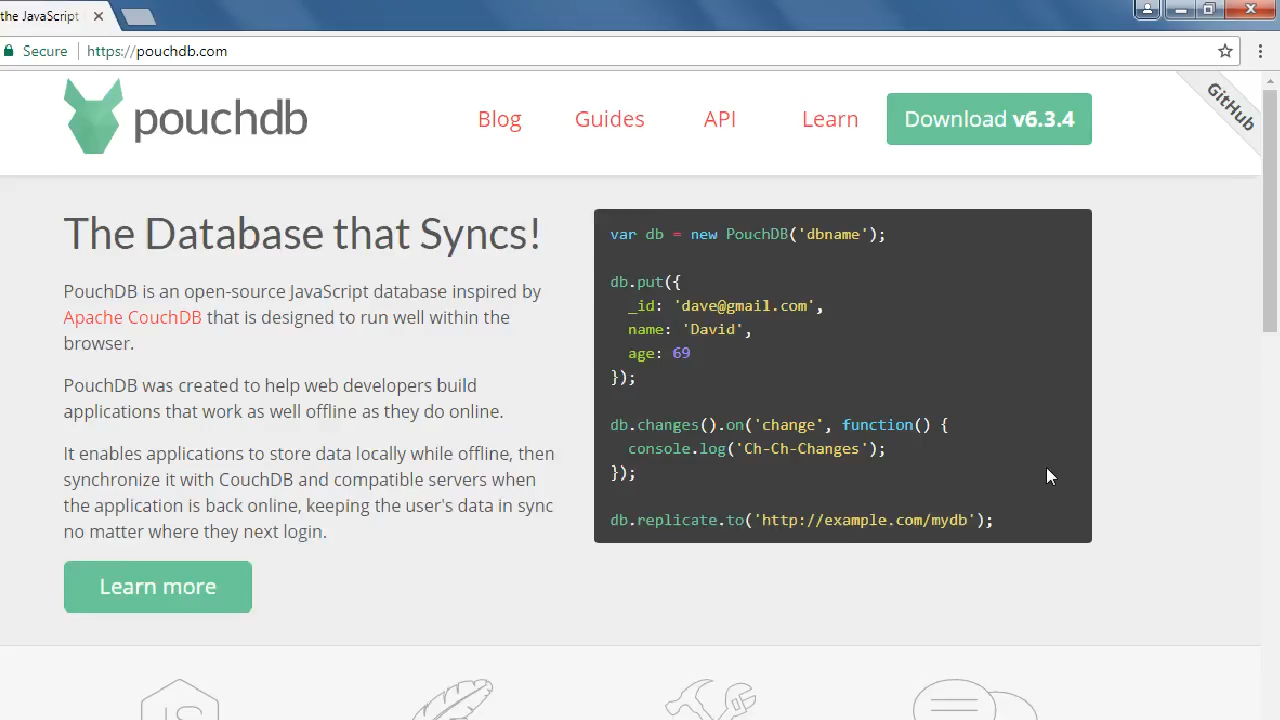 the JavaScript
Secure https://pouchdb.com
GitHub
pouchdb
Blog Guides API Learn Download v6.3.4
The Database that Syncs!
PouchDB is an open-source JavaScript database inspired by
Apache CouchDB that is designed to run well within the
browser.
PouchDB was created to help web developers build
applications that work as well offline as they do online.
It enables applications to store data locally while offline, then
synchronize it with CouchDB and compatible servers when
the application is back online, keeping the user's data in sync
no matter where they next login.
Learn more
var db = new PouchDB('dbname');
db.put({
  _id: 'dave@gmail.com',
  name: 'David',
  age: 69
});
db.changes().on('change', function() {
  console.log('Ch-Ch-Changes');
});
db.replicate.to('http://example.com/mydb');
JS